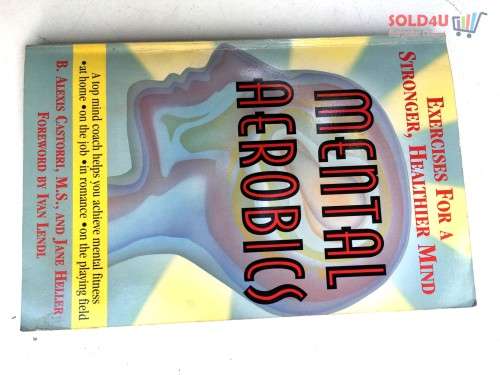 EXERCISES FOR A
STRONGER, HEALTHIER MIND
MENTAL
AEROBICS
A top mind coach helps you achieve mental fitness
•at home •on the job •in romance •on the playing field
B. ALEXIS CASTORRI, M.S., AND JANE HELLER
FOREWORD BY IVAN LENDL
SOLD4U